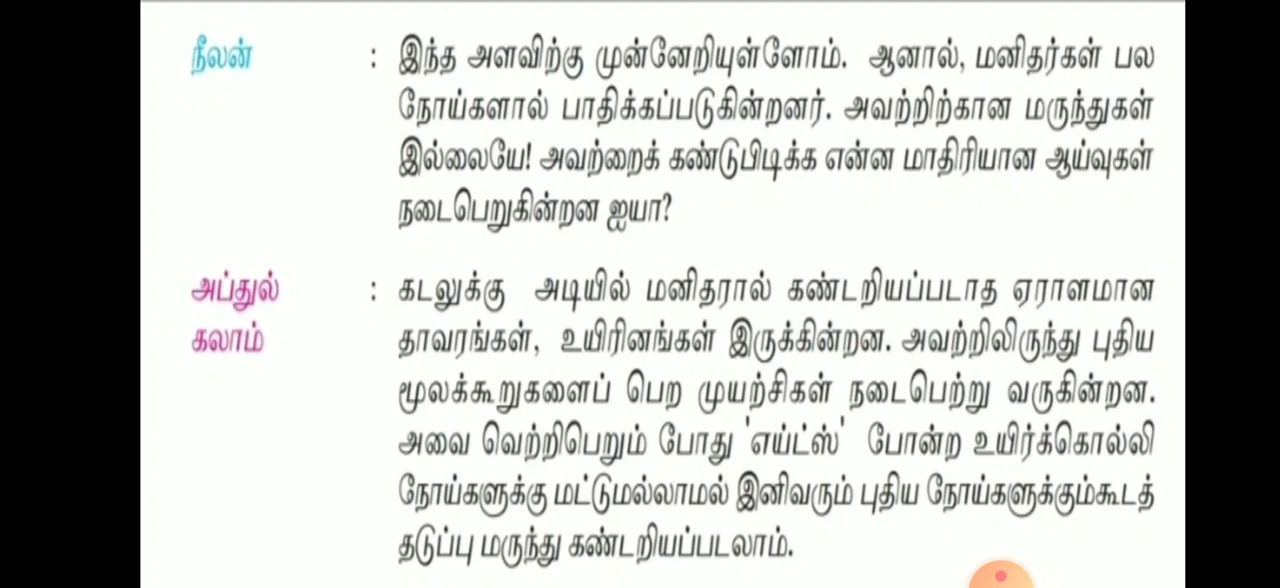 நீலன் : இந்த அளவிற்கு முன்னேறியுள்ளோம். ஆனால், மனிதர்கள் பல
நோய்களால் பாதிக்கப்படுகின்றனர். அவற்றிற்கான மருந்துகள்
இல்லையே! அவற்றைக் கண்டுபிடிக்க என்ன மாதிரியான ஆய்வுகள்
நடைபெறுகின்றன ஐயா?
அப்துல் : கடலுக்கு அடியில் மனிதரால் கண்டறியப்படாத ஏராளமான
கலாம் தாவரங்கள், உயிரினங்கள் இருக்கின்றன. அவற்றிலிருந்து புதிய
மூலக்கூறுகளைப் பெற முயற்சிகள் நடைபெற்று வருகின்றன.
அவை வெற்றிபெறும் போது 'எய்ட்ஸ்' போன்ற உயிர்க்கொல்லி
நோய்களுக்கு மட்டுமல்லாமல் இனிவரும் புதிய நோய்களுக்கும்கூடத்
தடுப்பு மருந்து கண்டறியப்படலாம்.